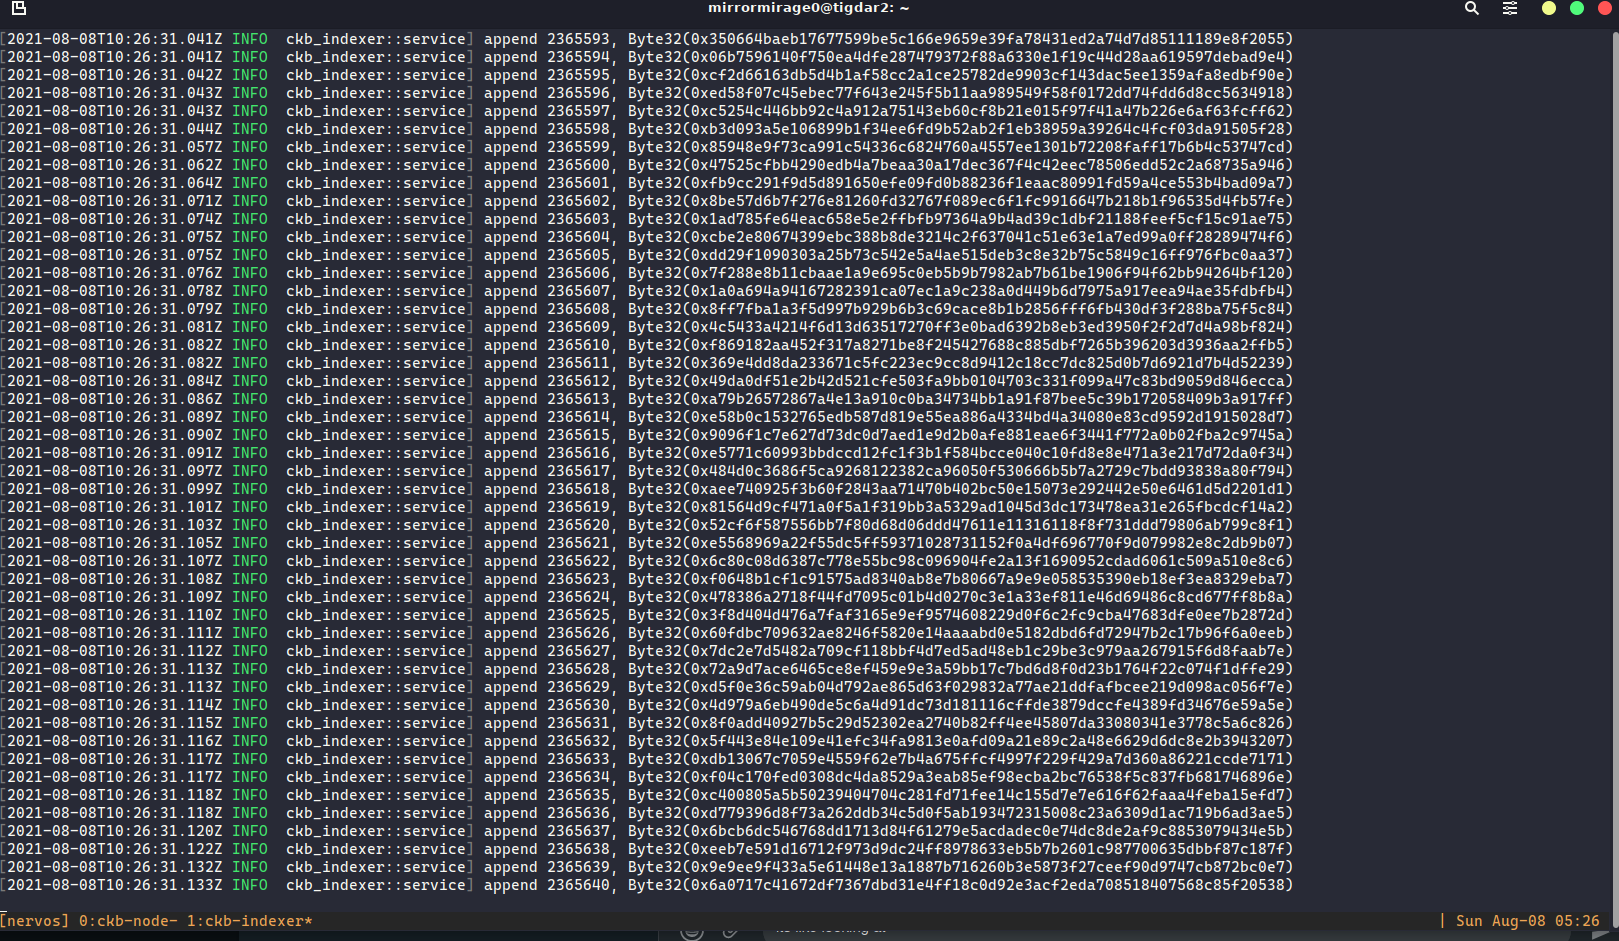 mirrormirage0@tigdar2: ~
[2021-08-08T10:26:31.041Z INFO  ckb_indexer::service] append 2365593, Byte32(0x350664baeb17677599be5c166e9659e39fa78431ed2a74d7d85111189e8f2055)
[2021-08-08T10:26:31.041Z INFO  ckb_indexer::service] append 2365594, Byte32(0x06b7596140f750ea4dfe287479372f88a6330e1f19c44d28aa619597debad9e4)
[2021-08-08T10:26:31.042Z INFO  ckb_indexer::service] append 2365595, Byte32(0xcf2d66163db5d4b1af58cc2a1ce25782de9903cf143dac5ee1359afa8edbf90e)
[2021-08-08T10:26:31.043Z INFO  ckb_indexer::service] append 2365596, Byte32(0xed58f07c45ebec77f643e245f5b11aa989549f58f0172dd74fdd6d8cc5634918)
[2021-08-08T10:26:31.043Z INFO  ckb_indexer::service] append 2365597, Byte32(0xc5254c446bb92c4a912a75143eb60cf8b21e015f97f41a47b226e6af63fcff62)
[2021-08-08T10:26:31.044Z INFO  ckb_indexer::service] append 2365598, Byte32(0xb3d093a5e106899b1f34ee6fd9b52ab2f1eb38959a39264c4fcf03da91505f28)
[2021-08-08T10:26:31.057Z INFO  ckb_indexer::service] append 2365599, Byte32(0x85948e9f73ca991c54336c6824760a4557ee1301b72208faff17b6b4c53747cd)
[2021-08-08T10:26:31.062Z INFO  ckb_indexer::service] append 2365600, Byte32(0x47525cfbb4290edb4a7beaa30a17dec367f4c42eec78506edd52c2a68735a946)
[2021-08-08T10:26:31.064Z INFO  ckb_indexer::service] append 2365601, Byte32(0xfb9cc291f9d5d891650efe09fd0b88236f1eaac80991fd59a4ce553b4bad09a7)
[2021-08-08T10:26:31.071Z INFO  ckb_indexer::service] append 2365602, Byte32(0x8be57d6b7f276e81260fd32767f089ec6f1fc9916647b218b1f96535d4fb57fe)
[2021-08-08T10:26:31.074Z INFO  ckb_indexer::service] append 2365603, Byte32(0x1ad785fe64eac658e5e2ffbfb97364a9b4ad39c1dbf21188feef5cf15c91ae75)
[2021-08-08T10:26:31.075Z INFO  ckb_indexer::service] append 2365604, Byte32(0xcbe2e80674399ebc388b8de3214c2f637041c51e63e1a7ed99a0ff28289474f6)
[2021-08-08T10:26:31.075Z INFO  ckb_indexer::service] append 2365605, Byte32(0xdd29f1090303a25b73c542e5a4ae515deb3c8e32b75c5849c16ff976fbc0aa37)
[2021-08-08T10:26:31.076Z INFO  ckb_indexer::service] append 2365606, Byte32(0x7f288e8b11cbaae1a9e695c0eb5b9b7982ab7b61be1906f94f62bb94264bf120)
[2021-08-08T10:26:31.078Z INFO  ckb_indexer::service] append 2365607, Byte32(0x1a0a694a94167282391ca07ec1a9c238a0d449b6d7975a917eea94ae35fdbfb4)
[2021-08-08T10:26:31.079Z INFO  ckb_indexer::service] append 2365608, Byte32(0x8ff7fba1a3f5d997b929b6b3c69cace8b1b2856fff6fb430df3f288ba75f5c84)
[2021-08-08T10:26:31.081Z INFO  ckb_indexer::service] append 2365609, Byte32(0x4c5433a4214f6d13d63517270ff3e0bad6392b8eb3ed3950f2f2d7d4a98bf824)
[2021-08-08T10:26:31.082Z INFO  ckb_indexer::service] append 2365610, Byte32(0xf869182aa452f317a8271be8f245427688c885dbf7265b396203d3936aa2ffb5)
[2021-08-08T10:26:31.082Z INFO  ckb_indexer::service] append 2365611, Byte32(0x369e4dd8da233671c5fc223ec9cc8d9412c18cc7dc825d0b7d6921d7b4d52239)
[2021-08-08T10:26:31.084Z INFO  ckb_indexer::service] append 2365612, Byte32(0x49da0df51e2b42d521cfe503fa9bb0104703c331f099a47c83bd9059d846ecca)
[2021-08-08T10:26:31.086Z INFO  ckb_indexer::service] append 2365613, Byte32(0xa79b26572867a4e13a910c0ba34734bb1a91f87bee5c39b172058409b3a917ff)
[2021-08-08T10:26:31.089Z INFO  ckb_indexer::service] append 2365614, Byte32(0xe58b0c1532765edb587d819e55ea886a4334bd4a34080e83cd9592d1915028d7)
[2021-08-08T10:26:31.090Z INFO  ckb_indexer::service] append 2365615, Byte32(0x9096f1c7e627d73dc0d7aed1e9d2b0afe881eae6f3441f772a0b02fba2c9745a)
[2021-08-08T10:26:31.091Z INFO  ckb_indexer::service] append 2365616, Byte32(0xe5771c60993bbdccd12fc1f3b1f584bcce040c10fd8e8e471a3e217d72da0f34)
[2021-08-08T10:26:31.097Z INFO  ckb_indexer::service] append 2365617, Byte32(0x484d0c3686f5ca9268122382ca96050f530666b5b7a2729c7bdd93838a80f794)
[2021-08-08T10:26:31.099Z INFO  ckb_indexer::service] append 2365618, Byte32(0xaee740925f3b60f2843aa71470b402bc50e15073e292442e50e6461d5d2201d1)
[2021-08-08T10:26:31.101Z INFO  ckb_indexer::service] append 2365619, Byte32(0x81564d9cf471a0f5a1f319bb3a5329ad1045d3dc173478ea31e265fbcdcf14a2)
[2021-08-08T10:26:31.103Z INFO  ckb_indexer::service] append 2365620, Byte32(0x52cf6f587556bb7f80d68d06ddd47611e11316118f8f731ddd79806ab799c8f1)
[2021-08-08T10:26:31.105Z INFO  ckb_indexer::service] append 2365621, Byte32(0xe5568969a22f55dc5ff59371028731152f0a4df696770f9d079982e8c2db9b07)
[2021-08-08T10:26:31.107Z INFO  ckb_indexer::service] append 2365622, Byte32(0x6c80c08d6387c778e55bc98c096904fe2a13f1690952cdad6061c509a510e8c6)
[2021-08-08T10:26:31.108Z INFO  ckb_indexer::service] append 2365623, Byte32(0xf0648b1cf1c91575ad8340ab8e7b80667a9e9e058535390eb18ef3ea8329eba7)
[2021-08-08T10:26:31.109Z INFO  ckb_indexer::service] append 2365624, Byte32(0x478386a2718f44fd7095c01b4d0270c3e1a33ef811e46d69486c8cd677ff8b8a)
[2021-08-08T10:26:31.110Z INFO  ckb_indexer::service] append 2365625, Byte32(0x3f8d404d476a7faf3165e9ef9574608229d0f6c2fc9cba47683dfe0ee7b2872d)
[2021-08-08T10:26:31.111Z INFO  ckb_indexer::service] append 2365626, Byte32(0x60fdbc709632ae8246f5820e14aaaabd0e5182dbd6fd72947b2c17b96f6a0eeb)
[2021-08-08T10:26:31.112Z INFO  ckb_indexer::service] append 2365627, Byte32(0x7dc2e7d5482a709cf118bbf4d7ed5ad48eb1c29be3c979aa267915f6d8faab7e)
[2021-08-08T10:26:31.113Z INFO  ckb_indexer::service] append 2365628, Byte32(0x72a9d7ace6465ce8ef459e9e3a59bb17c7bd6d8f0d23b1764f22c074f1dffe29)
[2021-08-08T10:26:31.113Z INFO  ckb_indexer::service] append 2365629, Byte32(0xd5f0e36c59ab04d792ae865d63f029832a77ae21ddfafbcee219d098ac056f7e)
[2021-08-08T10:26:31.114Z INFO  ckb_indexer::service] append 2365630, Byte32(0x4d979a6eb490de5c6a4d91dc73d181116cffde3879dccfe4389fd34676e59a5e)
[2021-08-08T10:26:31.115Z INFO  ckb_indexer::service] append 2365631, Byte32(0x8f0add40927b5c29d52302ea2740b82ff4ee45807da33080341e3778c5a6c826)
[2021-08-08T10:26:31.116Z INFO  ckb_indexer::service] append 2365632, Byte32(0x5f443e84e109e41efc34fa9813e0afd09a21e89c2a48e6629d6dc8e2b3943207)
[2021-08-08T10:26:31.117Z INFO  ckb_indexer::service] append 2365633, Byte32(0xdb13067c7059e4559f62e7b4a675ffcf4997f229f429a7d360a86221ccde7171)
[2021-08-08T10:26:31.117Z INFO  ckb_indexer::service] append 2365634, Byte32(0xf04c170fed0308dc4da8529a3eab85ef98ecba2bc76538f5c837fb681746896e)
[2021-08-08T10:26:31.118Z INFO  ckb_indexer::service] append 2365635, Byte32(0xc400805a5b50239404704c281fd71fee14c155d7e7e616f62faaa4feba15efd7)
[2021-08-08T10:26:31.118Z INFO  ckb_indexer::service] append 2365636, Byte32(0xd779396d8f73a262ddb34c5d0f5ab193472315008c23a6309d1ac719b6ad3ae5)
[2021-08-08T10:26:31.120Z INFO  ckb_indexer::service] append 2365637, Byte32(0x6bcb6dc546768dd1713d84f61279e5acdadec0e74dc8de2af9c8853079434e5b)
[2021-08-08T10:26:31.122Z INFO  ckb_indexer::service] append 2365638, Byte32(0xeeb7e591d16712f973d9dc24ff8978633eb5b7b2601c987700635dbbf87c187f)
[2021-08-08T10:26:31.132Z INFO  ckb_indexer::service] append 2365639, Byte32(0x9e9ee9f433a5e61448e13a1887b716260b3e5873f27ceef90d9747cb872bc0e7)
[2021-08-08T10:26:31.133Z INFO  ckb_indexer::service] append 2365640, Byte32(0x6a0717c41672df7367dbd31e4ff18c0d92e3acf2eda708518407568c85f20538)
[nervos] 0:ckb-node- 1:ckb-indexer* | Sun Aug-08 05:26